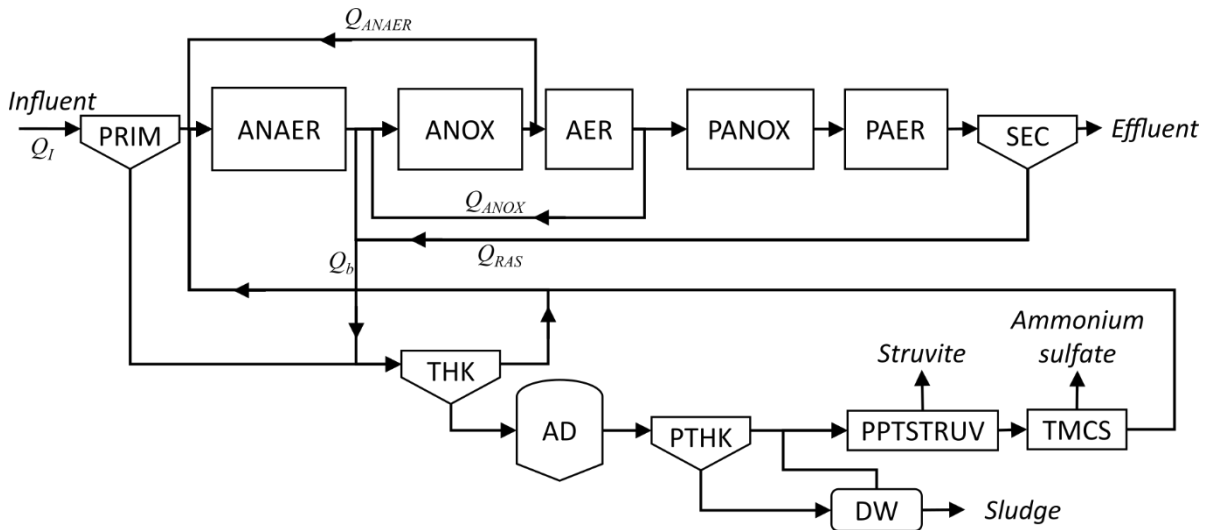 Q_ANAER
Influent
Q_I
PRIM
ANAER
ANOX
AER
PANOX
PAER
SEC
Effluent
Q_ANOX
Q_b
Q_RAS
Ammonium
sulfate
Struvite
THK
AD
PTHK
PPTSTRUV
TMCS
DW
Sludge